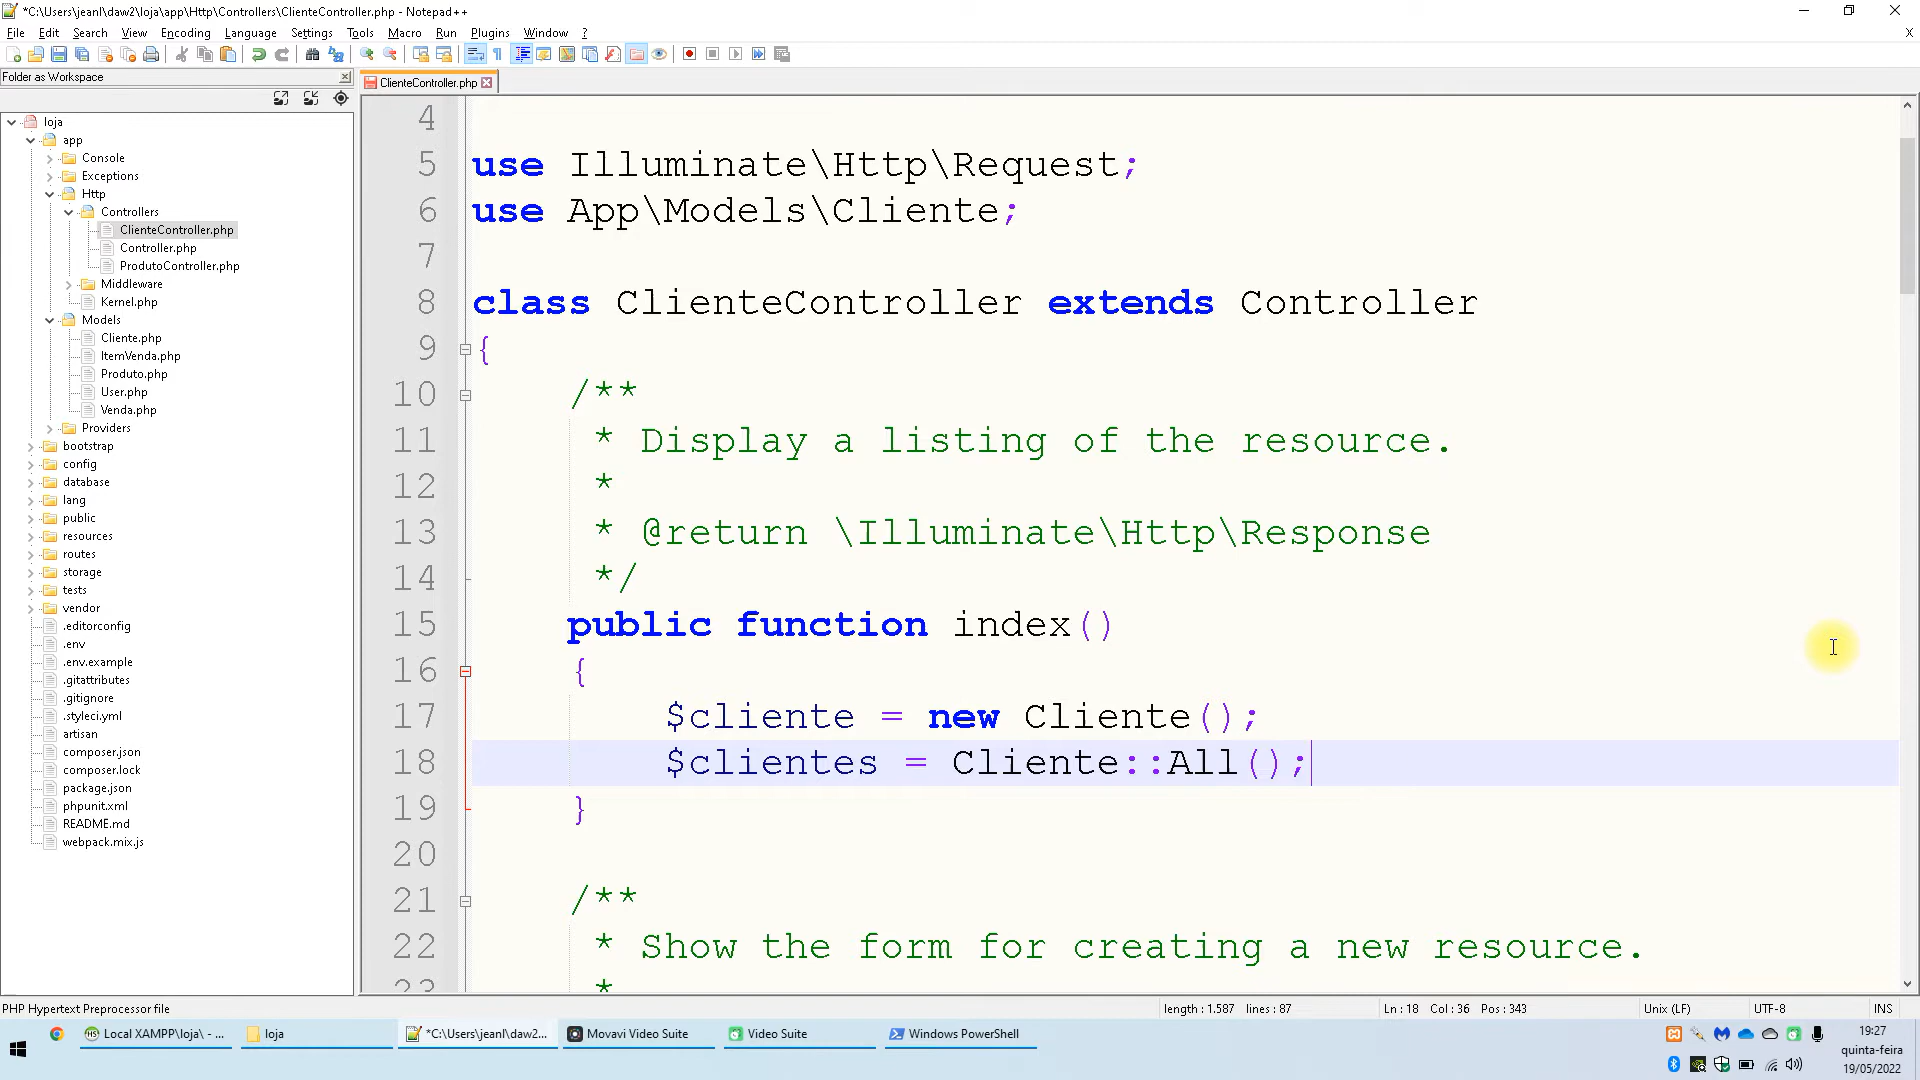 *C:\Users\jeanl\daw2\loja\app\Http\Controllers\ClienteController.php - Notepad++
File Edit Search View Encoding Language Settings Tools Macro Run Plugins Window ? X
Folder as Workspace
ClienteController.php
loja
app
Console
Exceptions
Http
Controllers
ClienteController.php
Controller.php
ProdutoController.php
Middleware
Kernel.php
Models
Cliente.php
ItemVenda.php
Produto.php
User.php
Venda.php
Providers
bootstrap
config
database
lang
public
resources
routes
storage
tests
vendor
.editorconfig
.env
.env.example
.gitattributes
.gitignore
.styleci.yml
artisan
composer.json
composer.lock
package.json
phpunit.xml
README.md
webpack.mix.js
4
5 use Illuminate\Http\Request;
6 use App\Models\Cliente;
7
8 class ClienteController extends Controller
9 {
10 /**
11 * Display a listing of the resource.
12 *
13 * @return \Illuminate\Http\Response
14 */
15 public function index()
16 {
17 $cliente = new Cliente();
18 $clientes = Cliente::All();
19 }
20
21 /**
22 * Show the form for creating a new resource.
23 *
PHP Hypertext Preprocessor file length : 1.587 lines : 87 Ln : 18 Col : 36 Pos : 343 Unix (LF) UTF-8 INS
Local XAMPP\loja\ - ... loja *C:\Users\jeanl\daw2... Movavi Video Suite Video Suite Windows PowerShell
19:27
quinta-feira
19/05/2022